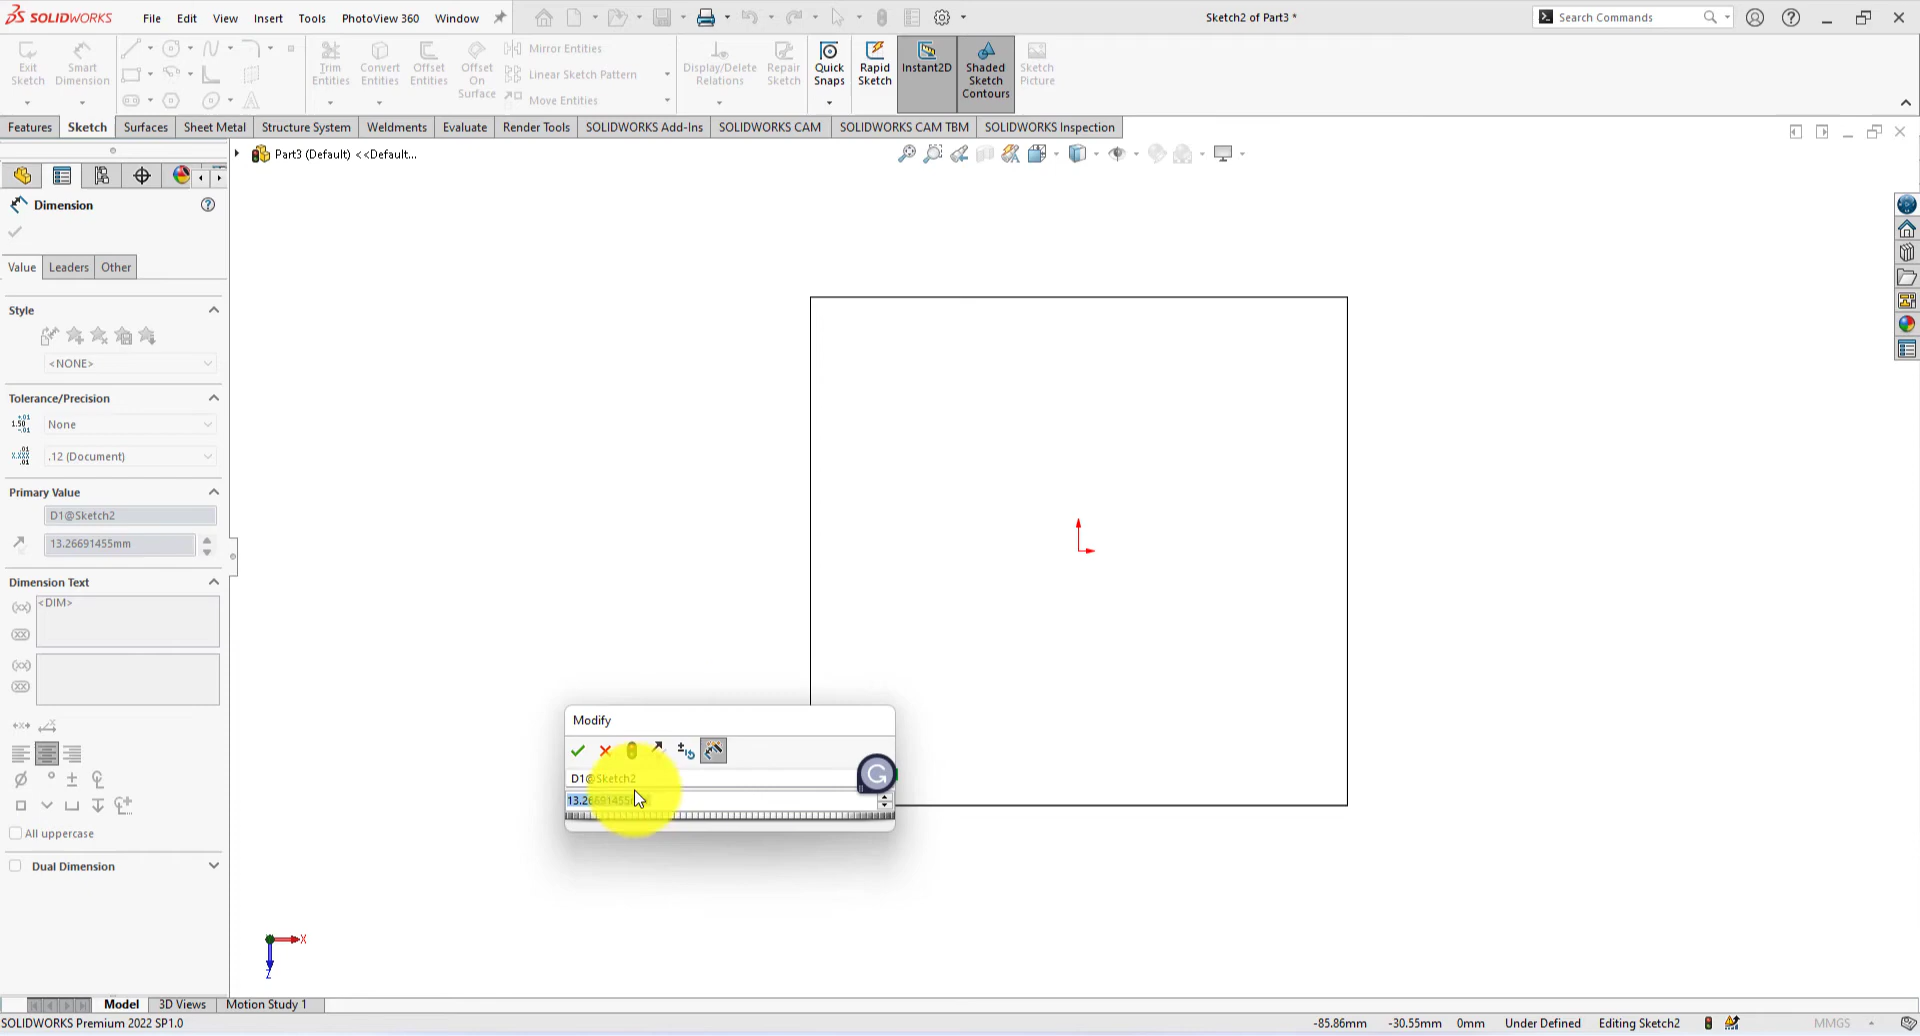 SOLIDWORKS File Edit View Insert Tools PhotoView 360 Window Sketch2 of Part3 * Search Commands
Exit Sketch
Smart Dimension
Trim Entities
Convert Entities
Offset Entities
Offset On Surface
Mirror Entities
Linear Sketch Pattern
Move Entities
Display/Delete Relations
Repair Sketch
Quick Snaps
Rapid Sketch
Instant2D
Shaded Sketch Contours
Sketch Picture
Features Sketch Surfaces Sheet Metal Structure System Weldments Evaluate Render Tools SOLIDWORKS Add-Ins SOLIDWORKS CAM SOLIDWORKS CAM TBM SOLIDWORKS Inspection
Part3 (Default) <<Default...
Dimension
Value Leaders Other
Style
<NONE>
Tolerance/Precision
None
.12 (Document)
Primary Value
D1@Sketch2
13.26691455mm
Dimension Text
<DIM>
All uppercase
Dual Dimension
Modify
D1@Sketch2
X
Z
Model 3D Views Motion Study 1
SOLIDWORKS Premium 2022 SP1.0 -85.86mm -30.55mm 0mm Under Defined Editing Sketch2 MMGS